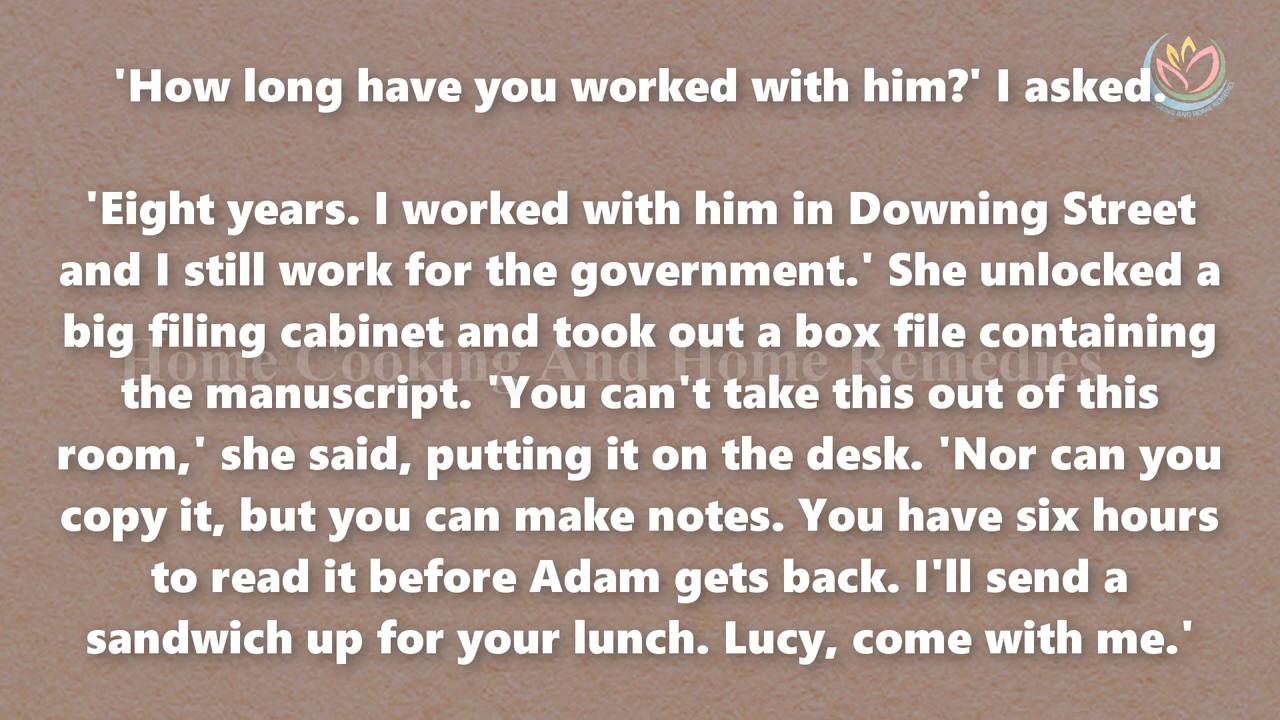 'How long have you worked with him?' I asked.
'Eight years. I worked with him in Downing Street
and I still work for the government.' She unlocked a
big filing cabinet and took out a box file containing
Home Cooking And Home Remedies
the manuscript. 'You can't take this out of this
room,' she said, putting it on the desk. 'Nor can you
copy it, but you can make notes. You have six hours
to read it before Adam gets back. I'll send a
sandwich up for your lunch. Lucy, come with me.'